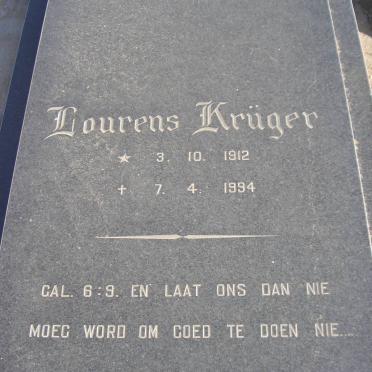 Lourens Krüger
* 3. 10. 1912
+ 7. 4. 1994
GAL. 6:9. EN LAAT ONS DAN NIE
MOEG WORD OM GOED TE DOEN NIE....